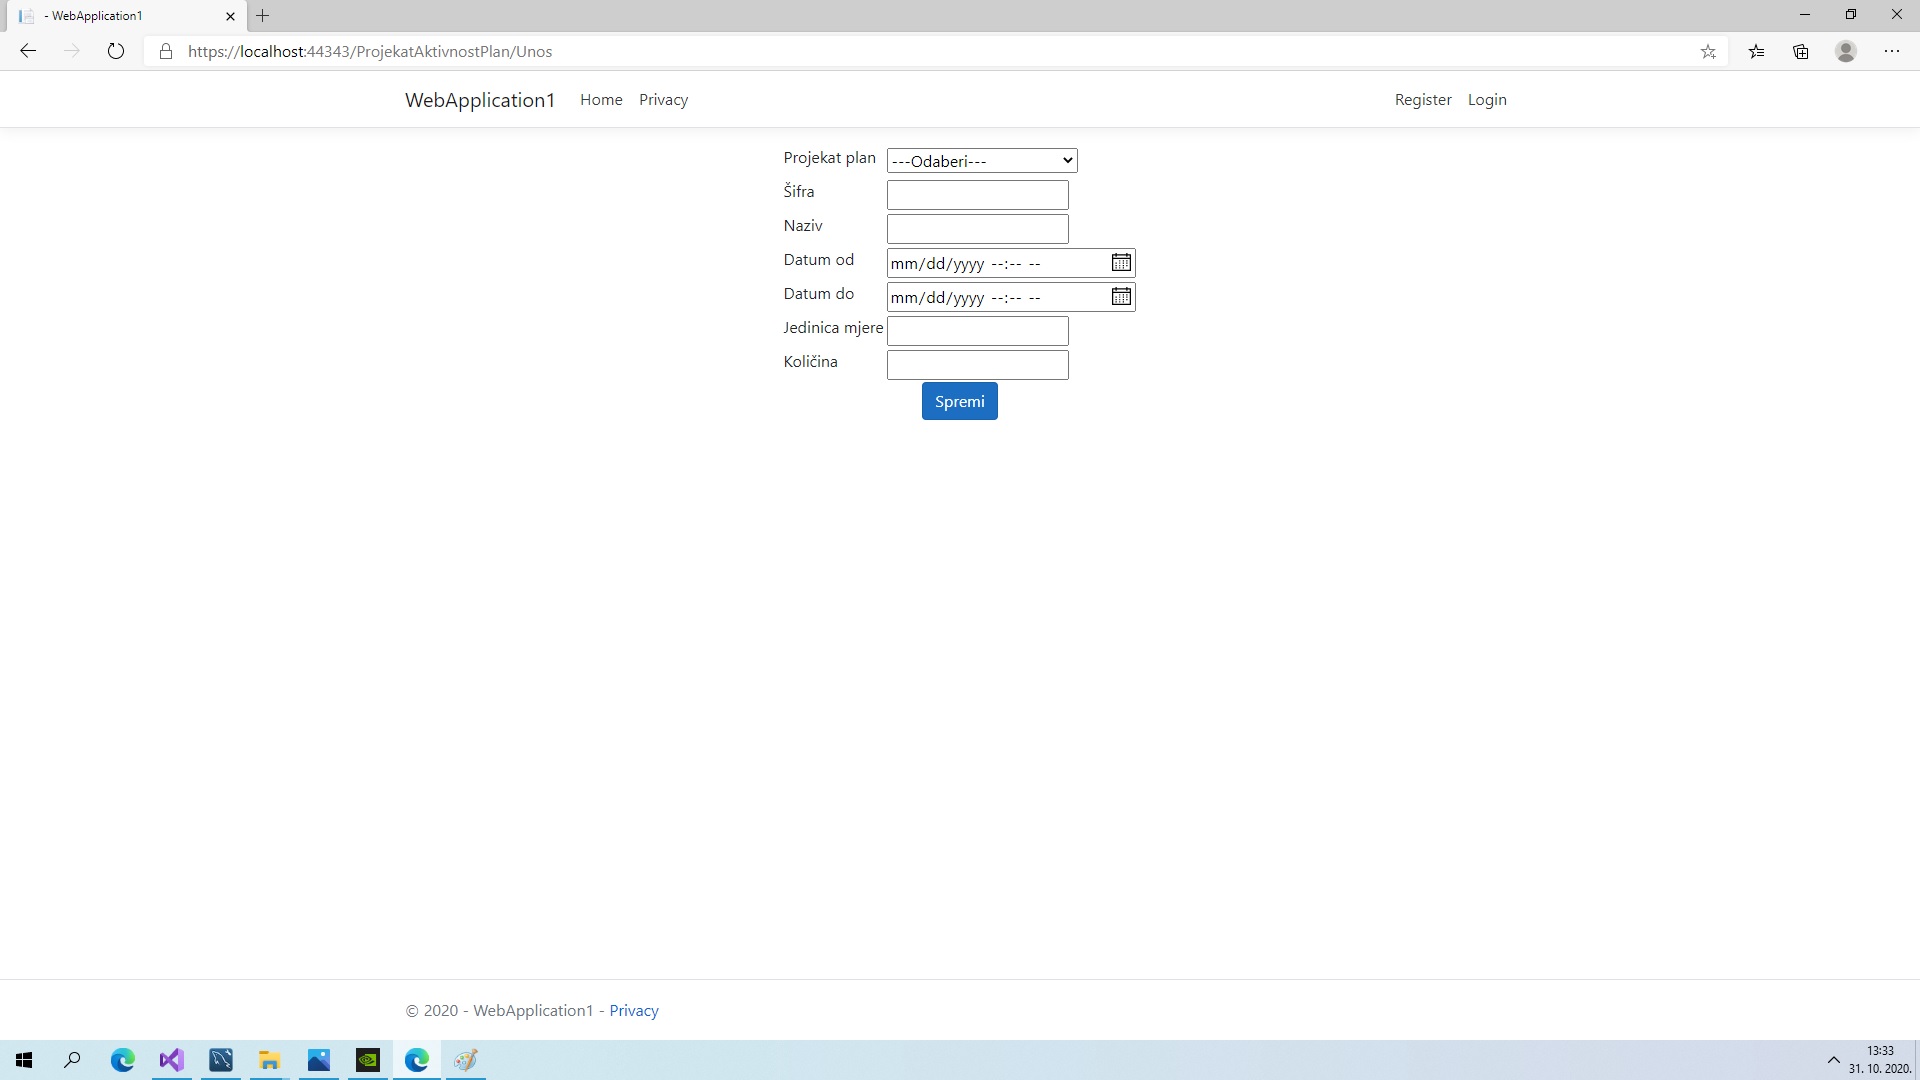 - WebApplication1
https://localhost:44343/ProjekatAktivnostPlan/Unos
WebApplication1 Home Privacy Register Login
Projekat plan ---Odaberi---
Šifra
Naziv
Datum od mm/dd/yyyy --:-- --
Datum do mm/dd/yyyy --:-- --
Jedinica mjere
Količina
Spremi
© 2020 - WebApplication1 - Privacy
13:33
31. 10. 2020.